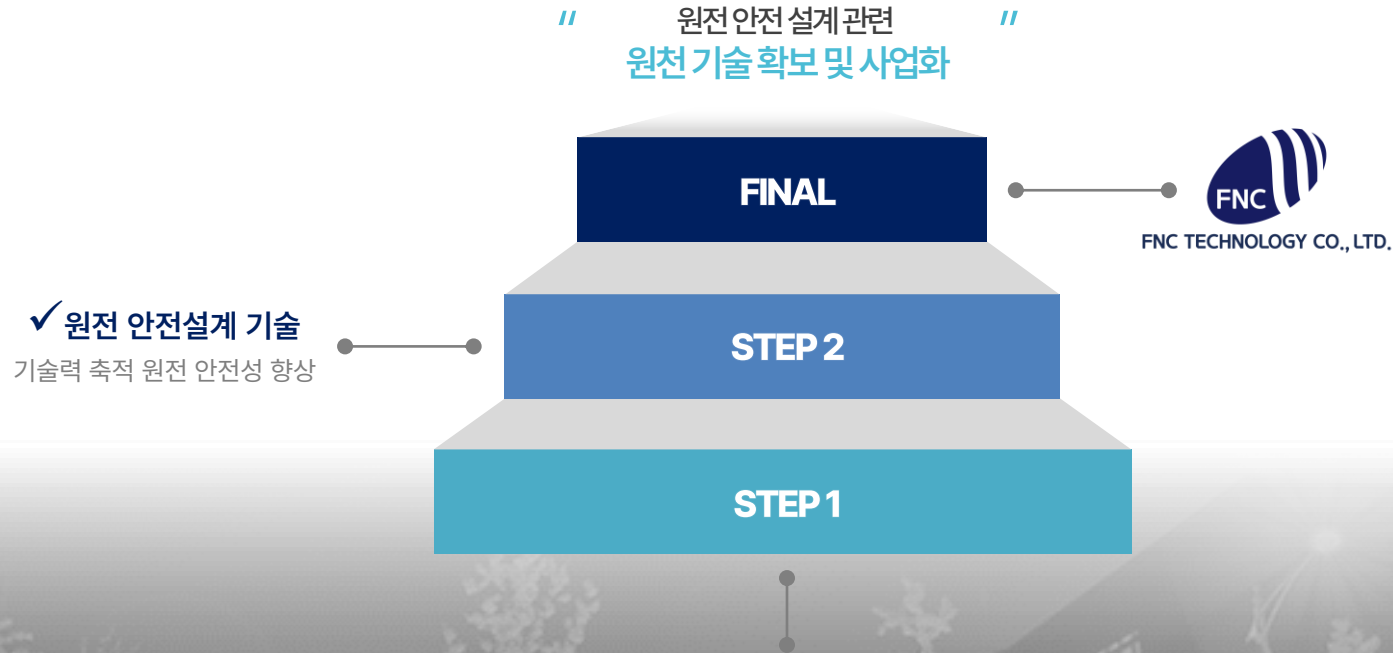 " 원전 안전 설계 관련 "
원천 기술 확보 및 사업화
FINAL
FNC
FNC TECHNOLOGY CO., LTD.
STEP 2
✓원전 안전설계 기술
기술력 축적 원전 안전성 향상
STEP 1